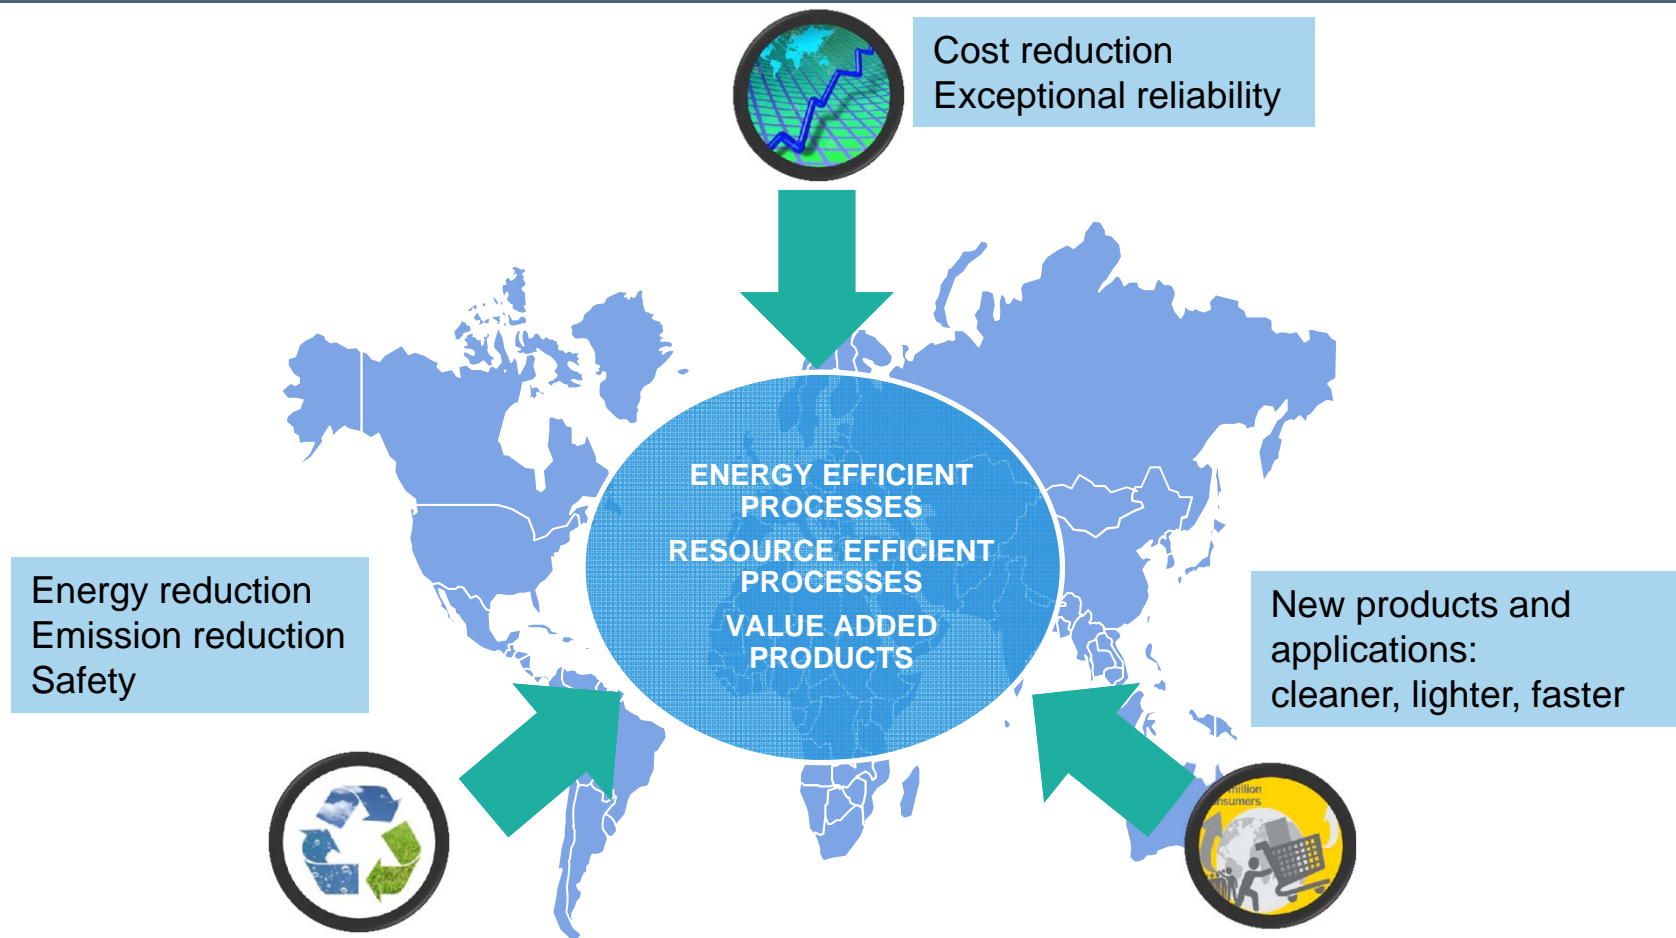 Cost reduction
Exceptional reliability
ENERGY EFFICIENT
PROCESSES
RESOURCE EFFICIENT
PROCESSES
VALUE ADDED
PRODUCTS
Energy reduction
Emission reduction
Safety
New products and
applications:
cleaner, lighter, faster
million